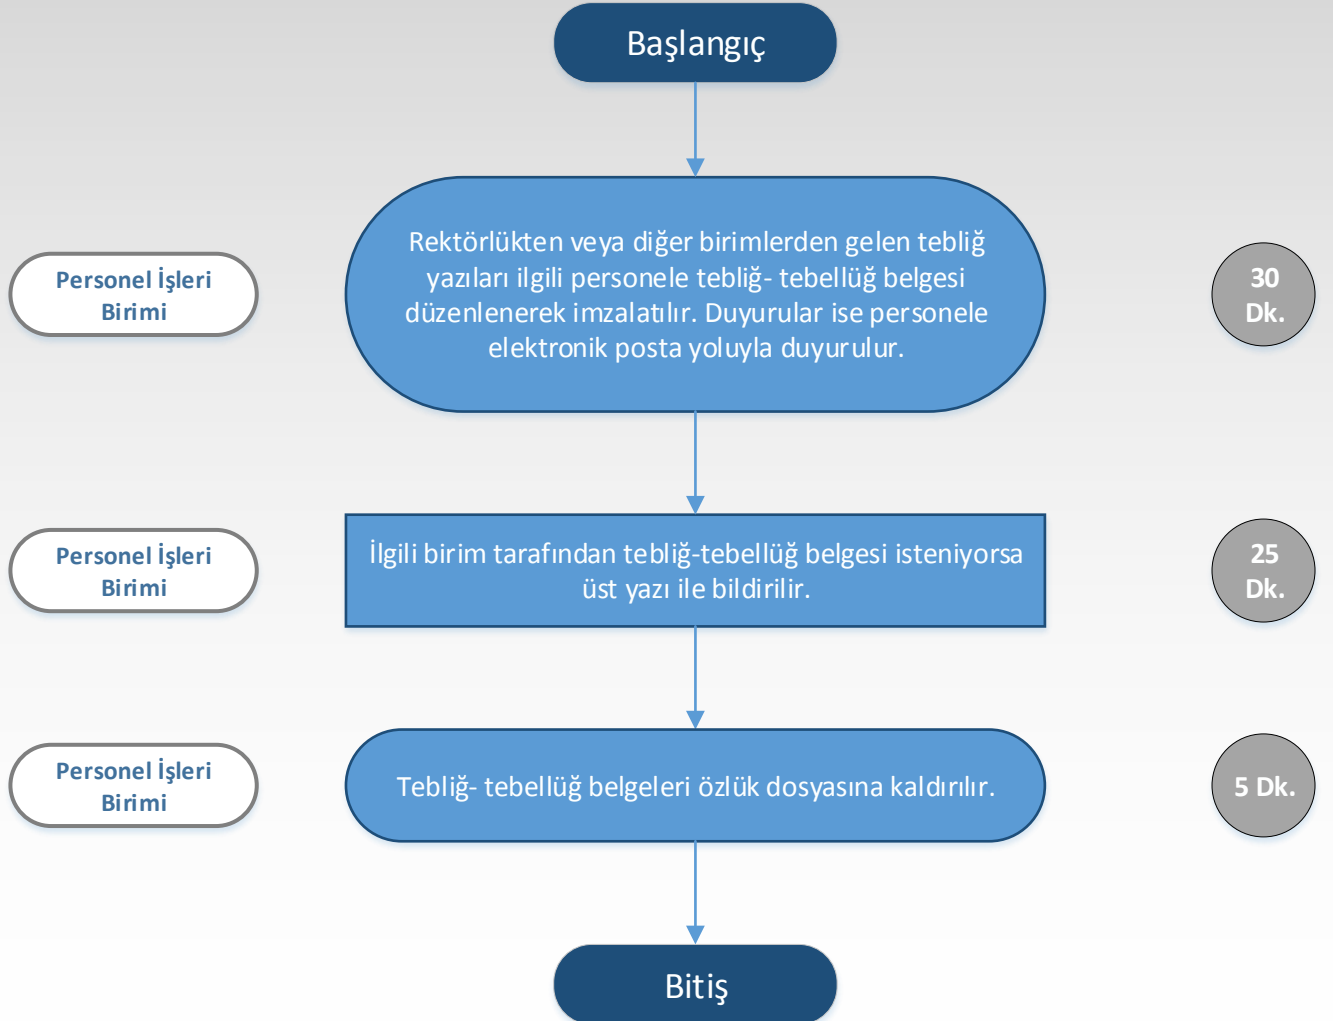 Başlangıç
Rektörlükten veya diğer birimlerden gelen tebliğ
yazıları ilgili personele tebliğ- tebellüğ belgesi
düzenlenerek imzalatılır. Duyurular ise personele
elektronik posta yoluyla duyurulur.
Personel İşleri
Birimi
30
Dk.
İlgili birim tarafından tebliğ-tebellüğ belgesi isteniyorsa
üst yazı ile bildirilir.
Personel İşleri
Birimi
25
Dk.
Tebliğ- tebellüğ belgeleri özlük dosyasına kaldırılır.
Personel İşleri
Birimi
5 Dk.
Bitiş